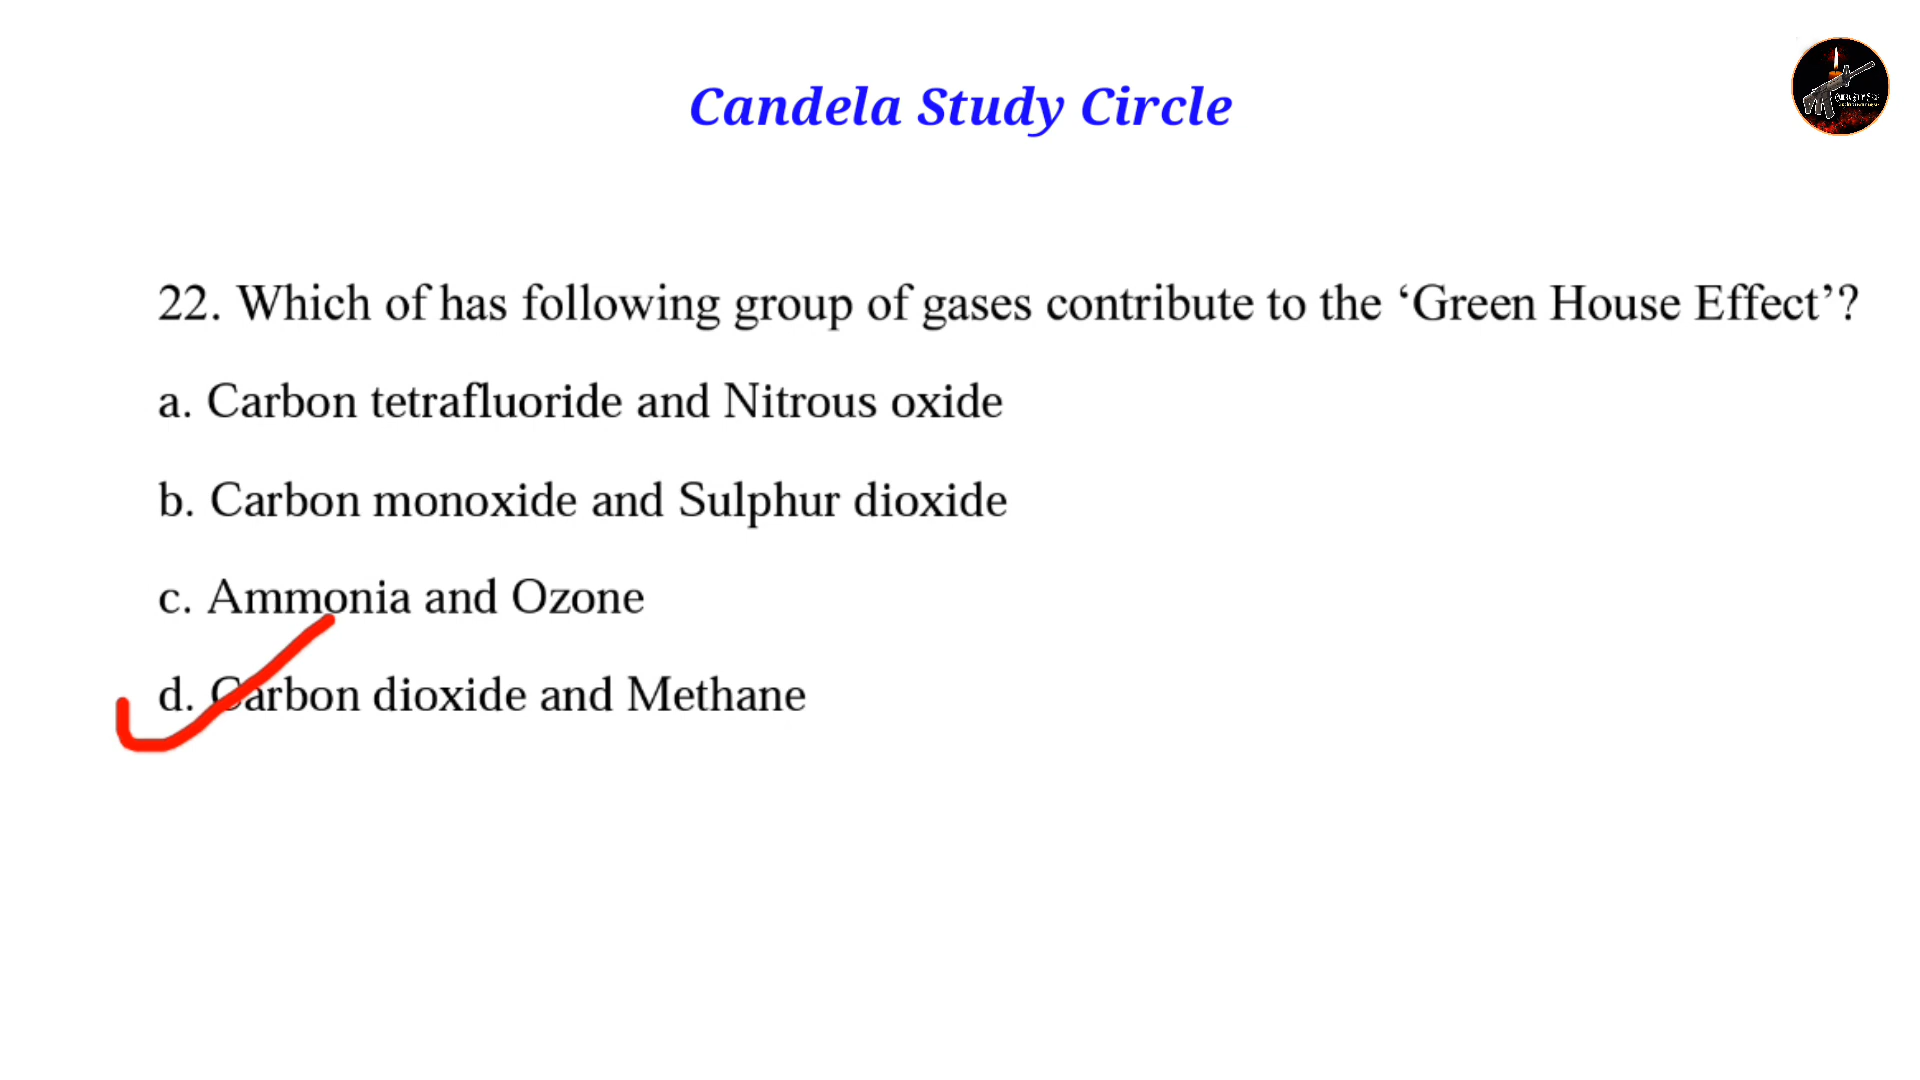 Candela Study Circle
22. Which of has following group of gases contribute to the ‘Green House Effect’?
a. Carbon tetrafluoride and Nitrous oxide
b. Carbon monoxide and Sulphur dioxide
c. Ammonia and Ozone
d. Carbon dioxide and Methane